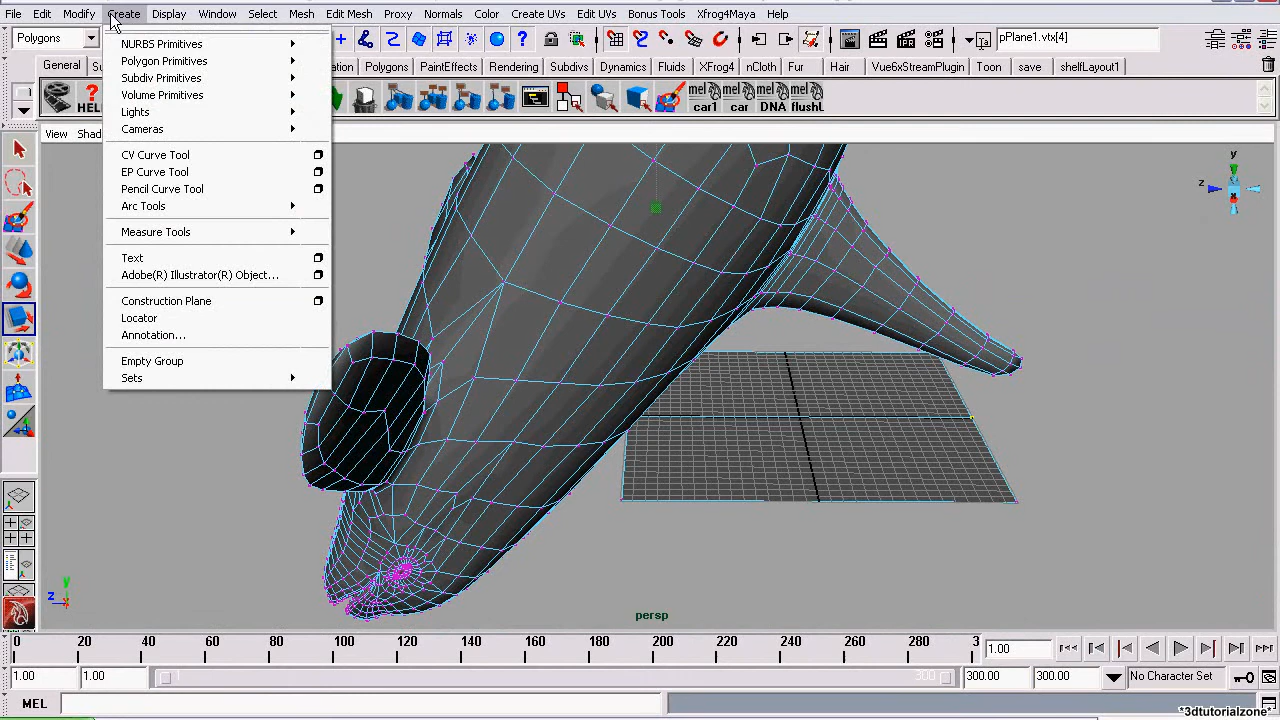 File Edit Modify Create Display Window Select Mesh Edit Mesh Proxy Normals Color Create UVs Edit UVs Bonus Tools Xfrog4Maya Help
Polygons
pPlane1.vtx[4]
General
Polygons PaintEffects Rendering Subdivs Dynamics Fluids XFrog4 nCloth Fur Hair Vue6xStreamPlugin Toon save shelfLayout1
HEL
mel mel mel mel
car1 car DNA flushL
View Shad
NURBS Primitives
Polygon Primitives
Subdiv Primitives
Volume Primitives
Lights
Cameras
CV Curve Tool
EP Curve Tool
Pencil Curve Tool
Arc Tools
Measure Tools
Text
Adobe(R) Illustrator(R) Object...
Construction Plane
Locator
Annotation...
Empty Group
Sets
y
z
x
y
z
x
persp
0 20 40 60 80 100 120 140 160 180 200 220 240 260 280 3
1.00
1.00 1.00 300 300.00 300.00 No Character Set
MEL
*3dtutorialzone*